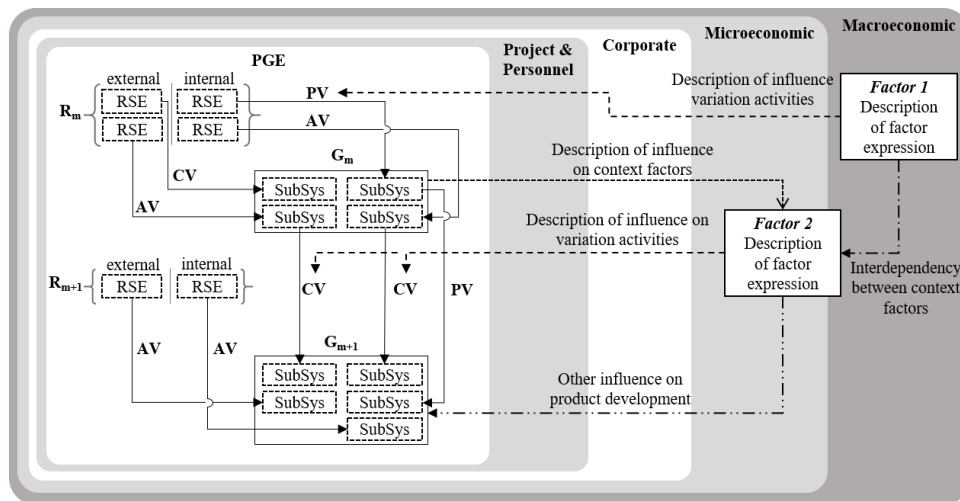 Macroeconomic
Microeconomic
Corporate
Project &
Personnel
PGE
external
internal
RSE
RSE
RSE
RSE
Rm
PV
AV
CV
AV
Gm
SubSys
SubSys
SubSys
SubSys
Description of influence
variation activities
Factor 1
Description
of factor
expression
Description of influence
on context factors
Description of influence on
variation activities
Factor 2
Description
of factor
expression
Interdependency
between context
factors
external
internal
Rm+1
RSE
RSE
CV
CV
PV
AV
AV
Gm+1
SubSys
SubSys
SubSys
SubSys
SubSys
Other influence on
product development